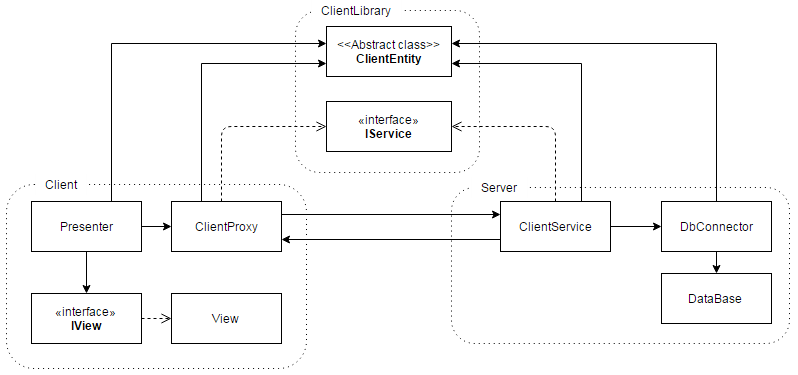 ClientLibrary
<<Abstract class>>
ClientEntity
«interface»
IService
Client
Server
Presenter
ClientProxy
ClientService
DbConnector
«interface»
IView
View
DataBase